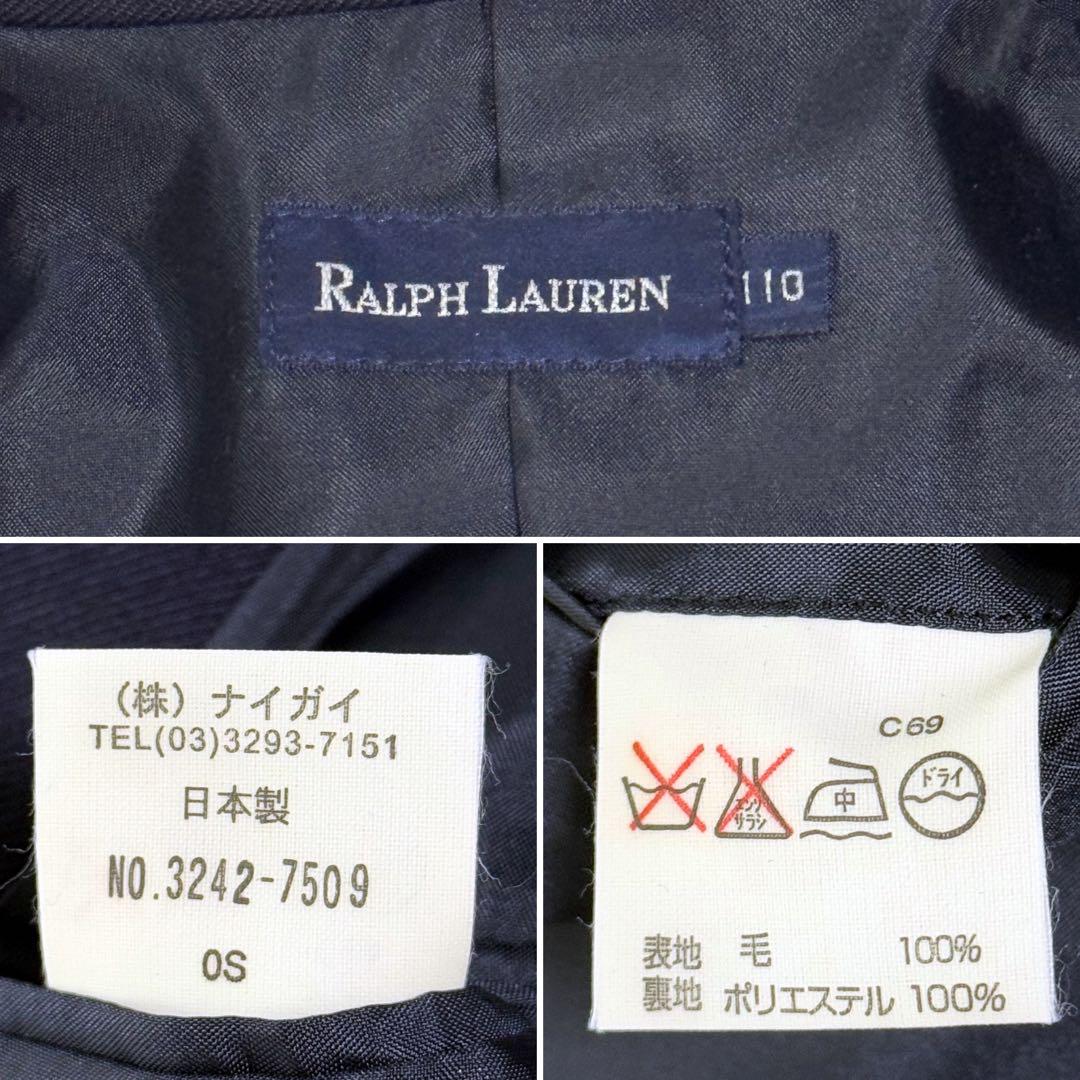 RALPH LAUREN
110
(株) ナイガイ
TEL(03)3293-7151
日本製
NO.3242-7509
OS
C69
エンソ
サラシ
中
ドライ
表地 毛 100%
裏地 ポリエステル 100%